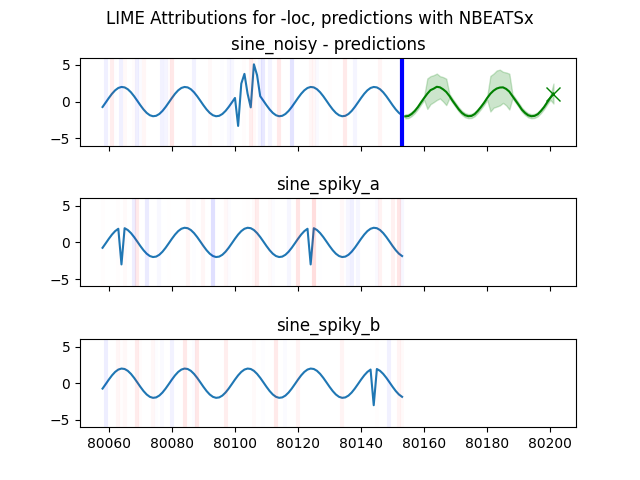 LIME Attributions for -loc, predictions with NBEATSx
sine_noisy - predictions
5
0
−5
sine_spiky_a
5
0
−5
sine_spiky_b
5
0
−5
80060 80080 80100 80120 80140 80160 80180 80200